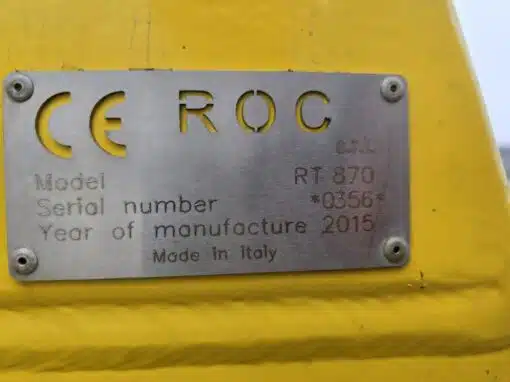 CE ROC
s.r.l.
Model RT 870
Serial number *0356*
Year of manufacture 2015
Made in Italy